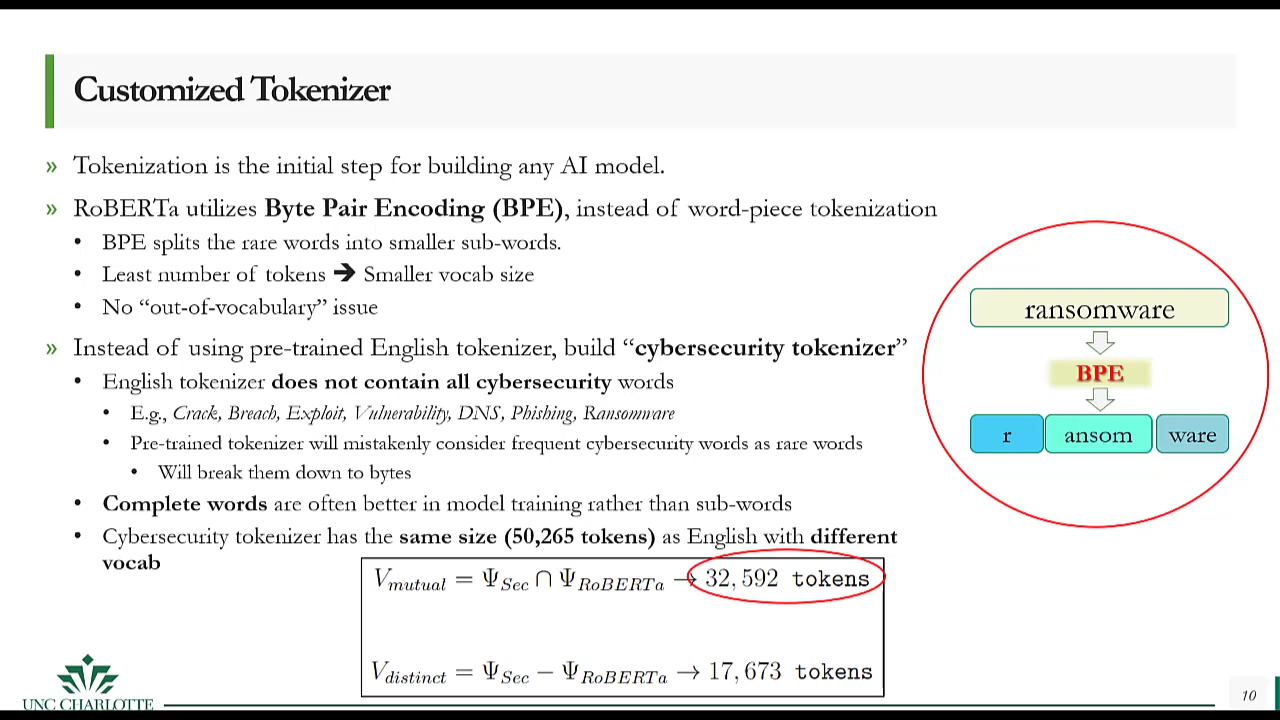 Customized Tokenizer
» Tokenization is the initial step for building any AI model.
» RoBERTa utilizes Byte Pair Encoding (BPE), instead of word-piece tokenization
• BPE splits the rare words into smaller sub-words.
• Least number of tokens ➔ Smaller vocab size
• No “out-of-vocabulary” issue
» Instead of using pre-trained English tokenizer, build “cybersecurity tokenizer”
• English tokenizer does not contain all cybersecurity words
• E.g., Crack, Breach, Exploit, Vulnerability, DNS, Phishing, Ransomware
• Pre-trained tokenizer will mistakenly consider frequent cybersecurity words as rare words
• Will break them down to bytes
• Complete words are often better in model training rather than sub-words
• Cybersecurity tokenizer has the same size (50,265 tokens) as English with different
vocab
V_mutual = Ψ_Sec ∩ Ψ_RoBERTa → 32,592 tokens
V_distinct = Ψ_Sec − Ψ_RoBERTa → 17,673 tokens
ransomware
BPE
r ansom ware
UNC CHARLOTTE
10